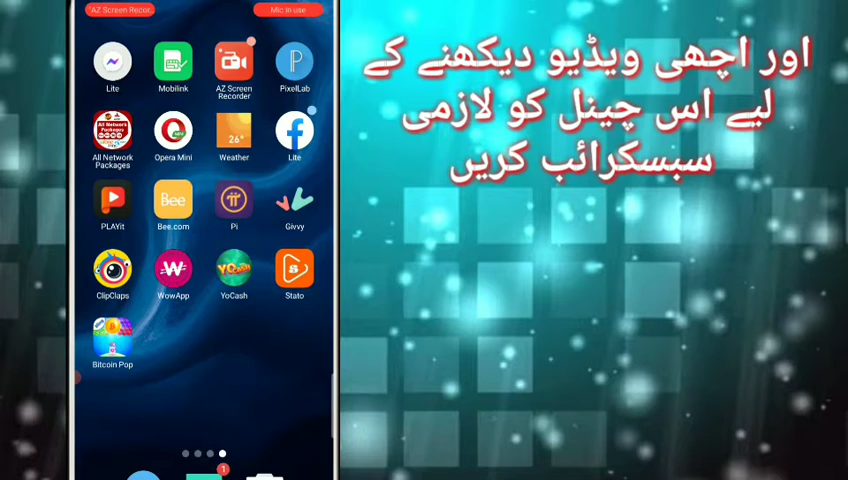 "AZ Screen Recor..
Mic in use
اور اچھی ویڈیو دیکھنے کے
لیے اس چینل کو لازمی
سبسکرائب کریں
Lite
Mobilink
AZ Screen
Recorder
PixelLab
All Network
Packages
Opera Mini
26°
Weather
Lite
PLAYit
Bee
Bee.com
Pi
Givvy
ClipClaps
WowApp
YoCash
YoCash
Stato
Bitcoin Pop
1